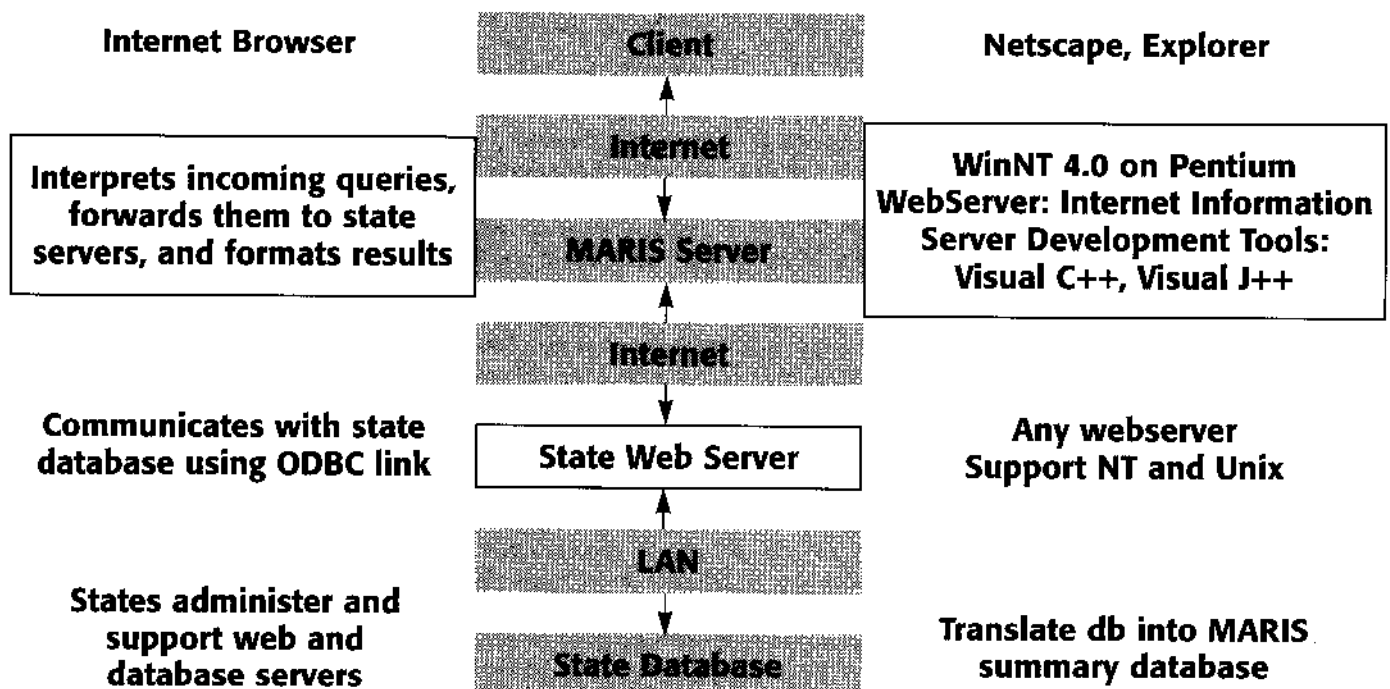 Internet Browser
Client
Netscape, Explorer
Internet
Interprets incoming queries,
forwards them to state
servers, and formats results
MARIS Server
WinNT 4.0 on Pentium
WebServer: Internet Information
Server Development Tools:
Visual C++, Visual J++
Internet
Communicates with state
database using ODBC link
State Web Server
Any webserver
Support NT and Unix
LAN
States administer and
support web and
database servers
State Database
Translate db into MARIS
summary database